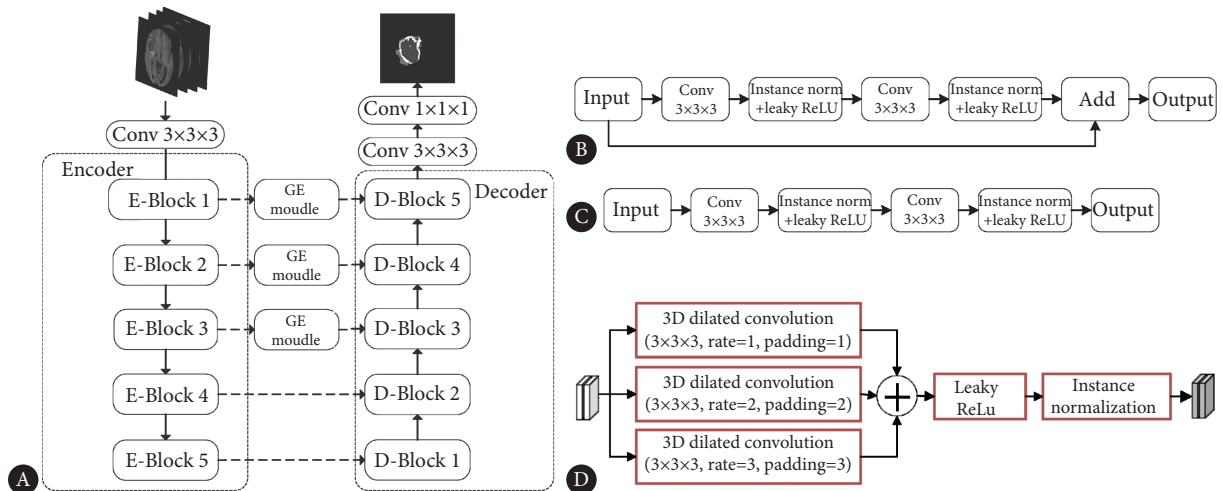 Conv 3×3×3
Encoder
E-Block 1
E-Block 2
E-Block 3
E-Block 4
E-Block 5
GE
moudle
GE
moudle
GE
moudle
Conv 1×1×1
Conv 3×3×3
Decoder
D-Block 5
D-Block 4
D-Block 3
D-Block 2
D-Block 1
A
Input
Conv
3×3×3
Instance norm
+leaky ReLU
Conv
3×3×3
Instance norm
+leaky ReLU
Add
Output
B
Input
Conv
3×3×3
Instance norm
+leaky ReLU
Conv
3×3×3
Instance norm
+leaky ReLU
Output
C
3D dilated convolution
(3×3×3, rate=1, padding=1)
3D dilated convolution
(3×3×3, rate=2, padding=2)
3D dilated convolution
(3×3×3, rate=3, padding=3)
+
Leaky
ReLu
Instance
normalization
D